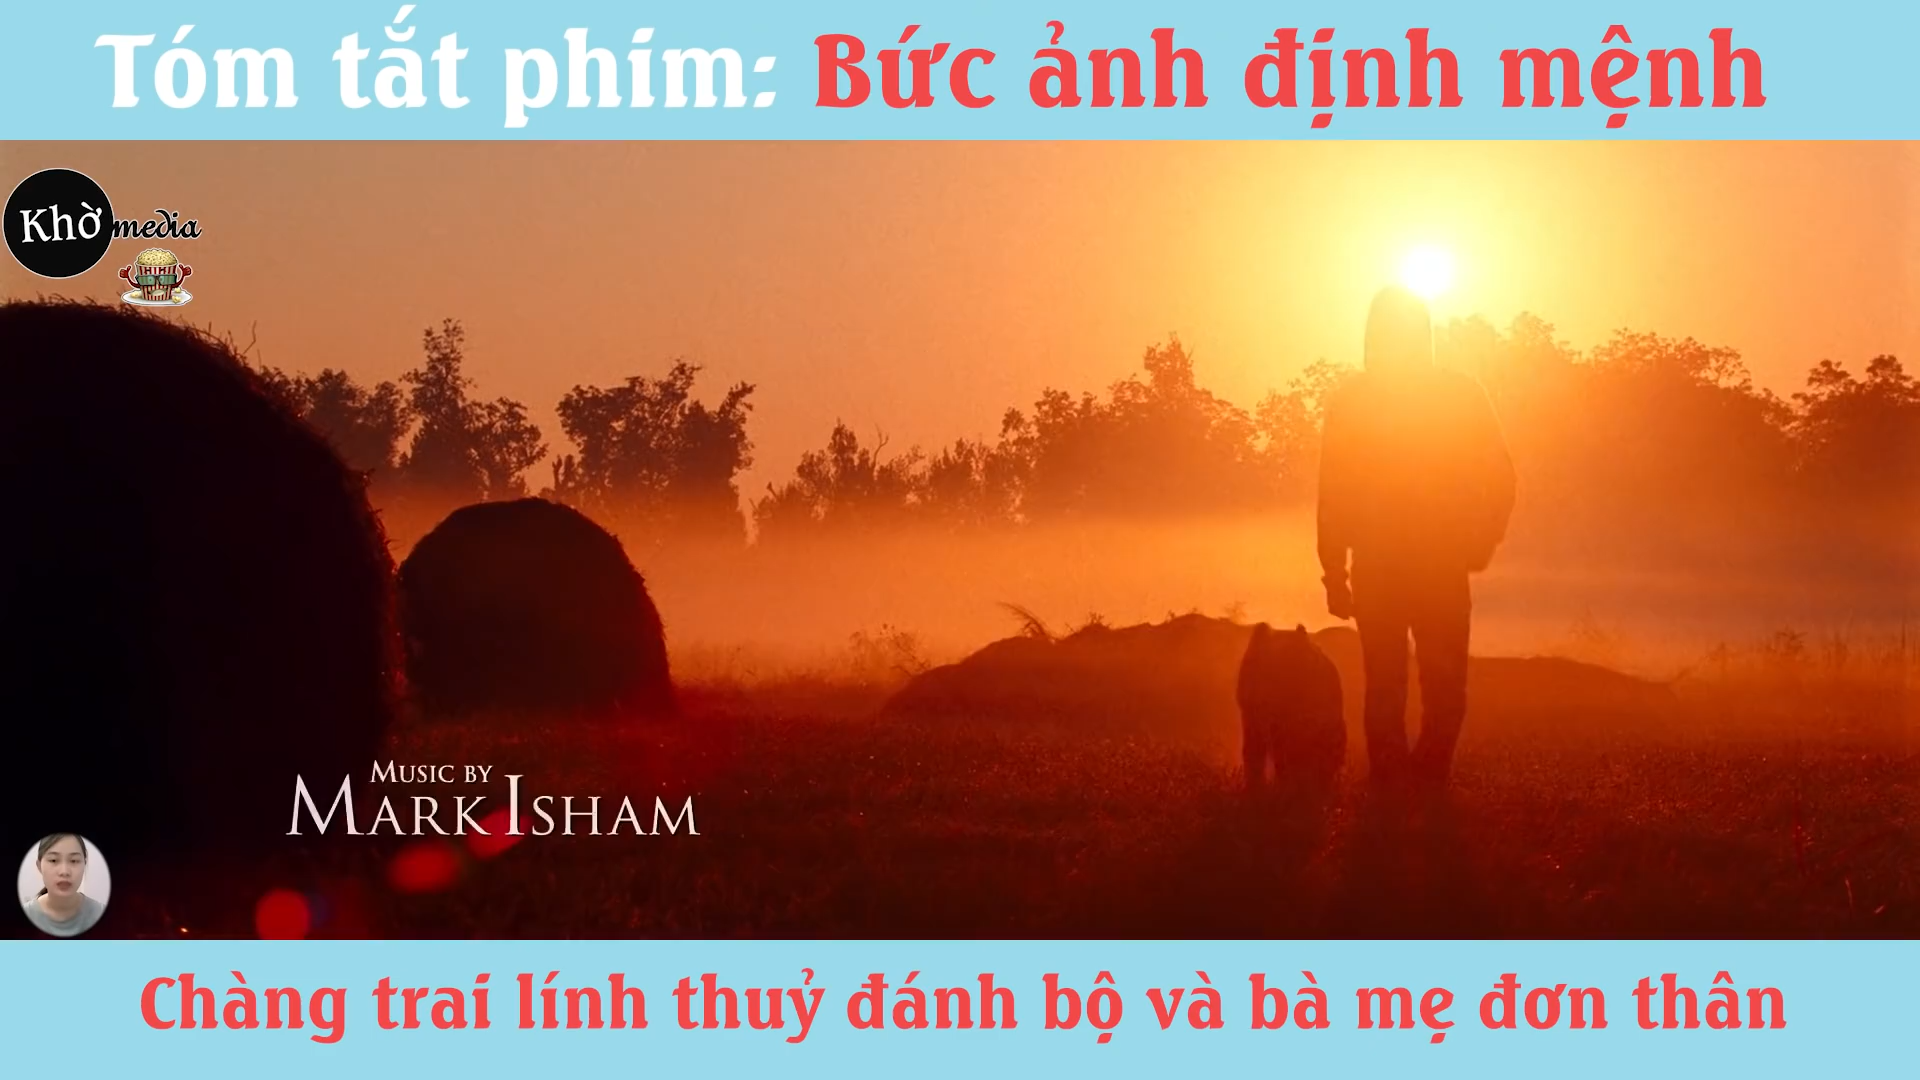 Tóm tắt phim: Bức ảnh định mệnh
Khờ media
MUSIC BY
MARK ISHAM
Chàng trai lính thuỷ đánh bộ và bà mẹ đơn thân